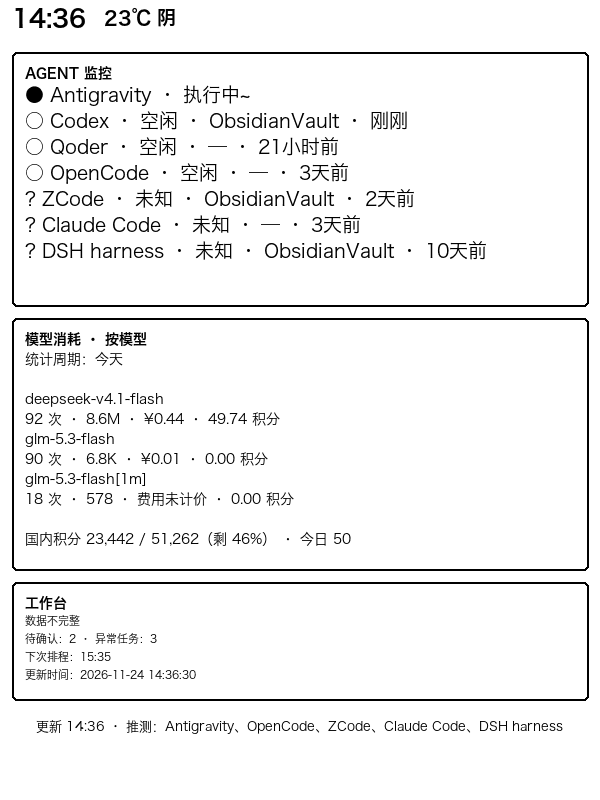 14:36 23℃ 阴
AGENT 监控
● Antigravity · 执行中~
○ Codex · 空闲 · ObsidianVault · 刚刚
○ Qoder · 空闲 · — · 21小时前
○ OpenCode · 空闲 · — · 3天前
? ZCode · 未知 · ObsidianVault · 2天前
? Claude Code · 未知 · — · 3天前
? DSH harness · 未知 · ObsidianVault · 10天前
模型消耗 · 按模型
统计周期：今天
deepseek-v4.1-flash
92 次 · 8.6M · ¥0.44 · 49.74 积分
glm-5.3-flash
90 次 · 6.8K · ¥0.01 · 0.00 积分
glm-5.3-flash[1m]
18 次 · 578 · 费用未计价 · 0.00 积分
国内积分 23,442 / 51,262（剩 46%） · 今日 50
工作台
数据不完整
待确认：2 · 异常任务：3
下次排程：15:35
更新时间：2026-11-24 14:36:30
更新 14:36 · 推测：Antigravity、OpenCode、ZCode、Claude Code、DSH harness